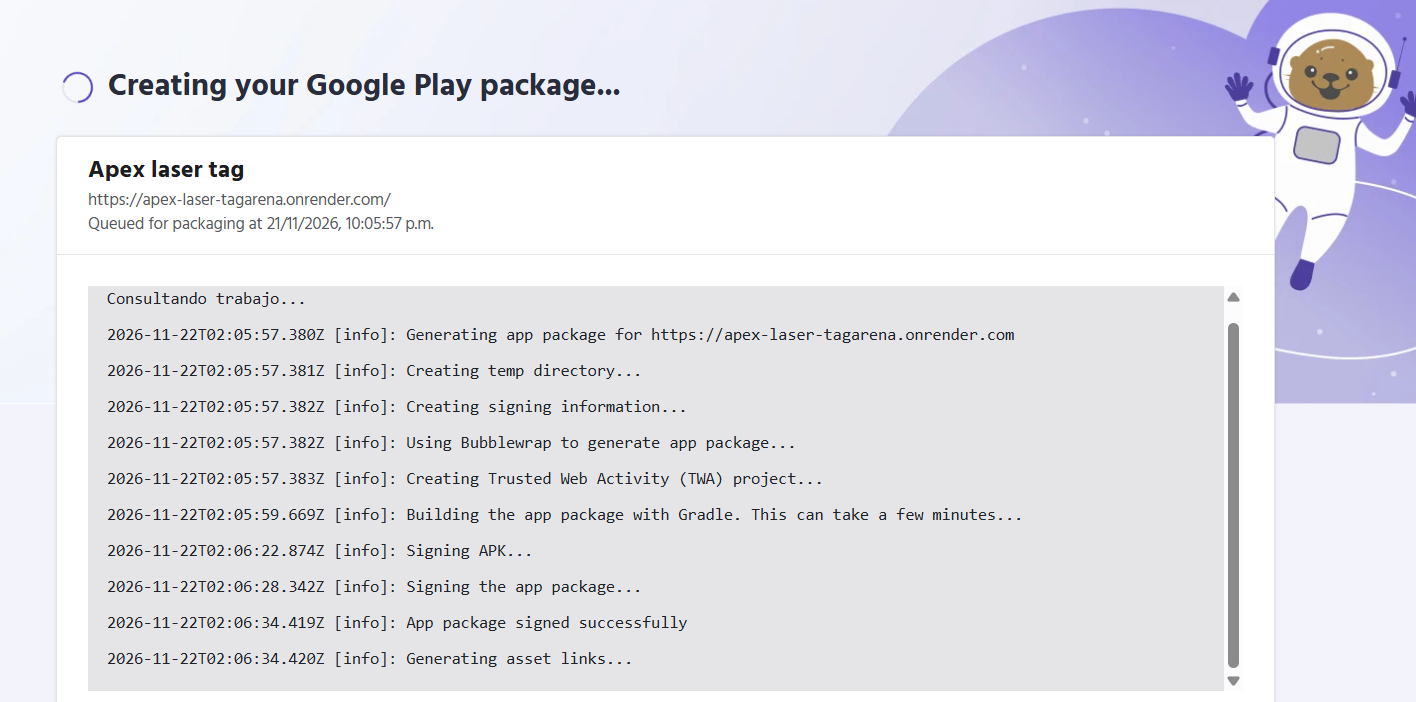 Creating your Google Play package...
Apex laser tag
https://apex-laser-tagarena.onrender.com/
Queued for packaging at 21/11/2026, 10:05:57 p.m.
Consultando trabajo...
2026-11-22T02:05:57.380Z [info]: Generating app package for https://apex-laser-tagarena.onrender.com
2026-11-22T02:05:57.381Z [info]: Creating temp directory...
2026-11-22T02:05:57.382Z [info]: Creating signing information...
2026-11-22T02:05:57.382Z [info]: Using Bubblewrap to generate app package...
2026-11-22T02:05:57.383Z [info]: Creating Trusted Web Activity (TWA) project...
2026-11-22T02:05:59.669Z [info]: Building the app package with Gradle. This can take a few minutes...
2026-11-22T02:06:22.874Z [info]: Signing APK...
2026-11-22T02:06:28.342Z [info]: Signing the app package...
2026-11-22T02:06:34.419Z [info]: App package signed successfully
2026-11-22T02:06:34.420Z [info]: Generating asset links...